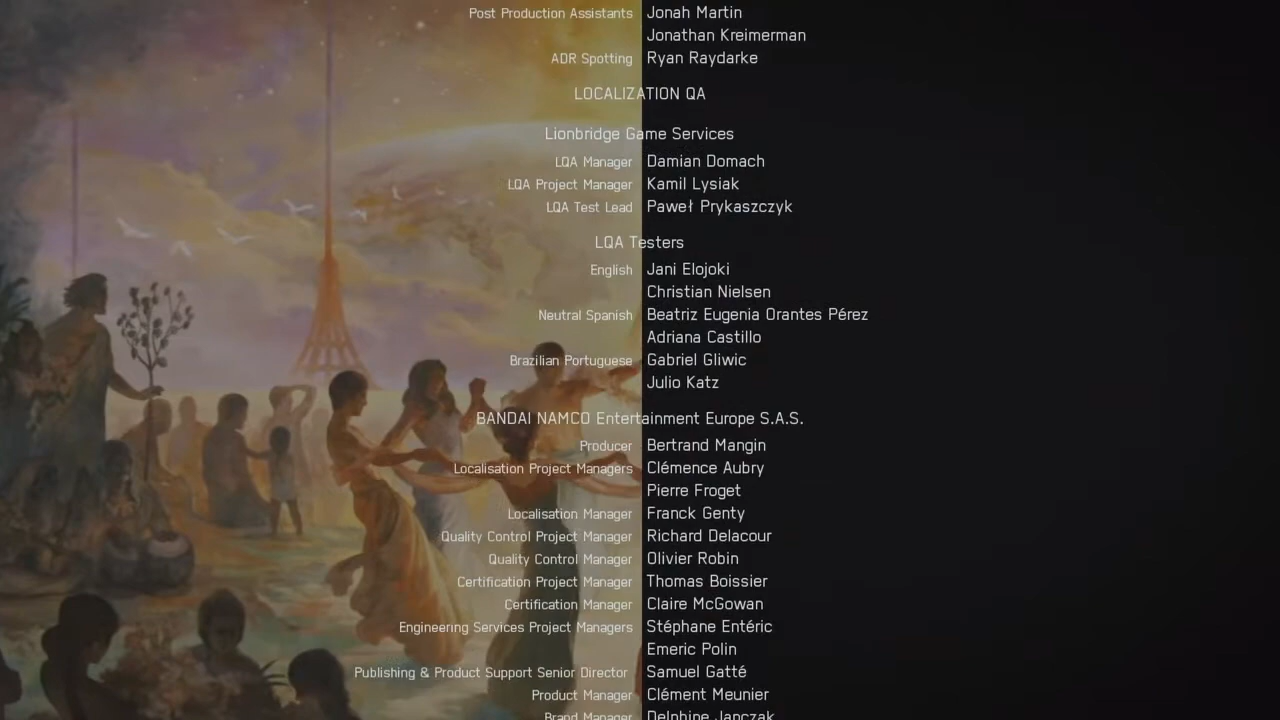 Post Production Assistants Jonah Martin
Jonathan Kreimerman
ADR Spotting Ryan Raydarke
LOCALIZATION QA
Lionbridge Game Services
LQA Manager Damian Domach
LQA Project Manager Kamil Lysiak
LQA Test Lead Paweł Prykaszczyk
LQA Testers
English Jani Elojoki
Christian Nielsen
Neutral Spanish Beatriz Eugenia Orantes Pérez
Adriana Castillo
Brazilian Portuguese Gabriel Gliwic
Julio Katz
BANDAI NAMCO Entertainment Europe S.A.S.
Producer Bertrand Mangin
Localisation Project Managers Clémence Aubry
Pierre Froget
Localisation Manager Franck Genty
Quality Control Project Manager Richard Delacour
Quality Control Manager Olivier Robin
Certification Project Manager Thomas Boissier
Certification Manager Claire McGowan
Engineering Services Project Managers Stéphane Entéric
Emeric Polin
Publishing & Product Support Senior Director Samuel Gatté
Product Manager Clément Meunier
Brand Manager Delphine Janczak